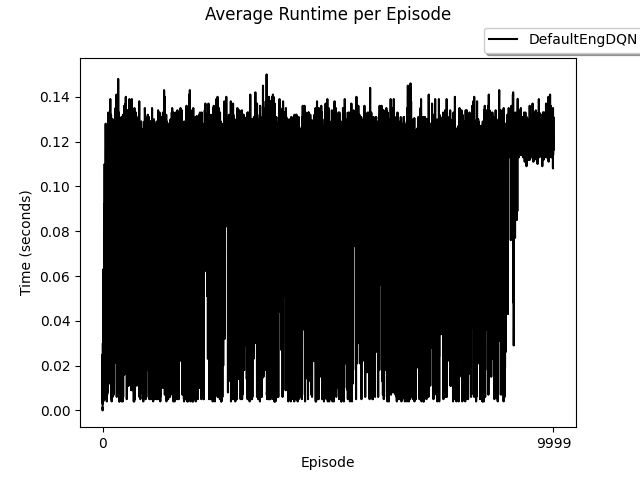 Average Runtime per Episode
DefaultEngDQN
0.14
0.12
0.10
0.08
0.06
0.04
0.02
0.00
Time (seconds)
0 9999
Episode